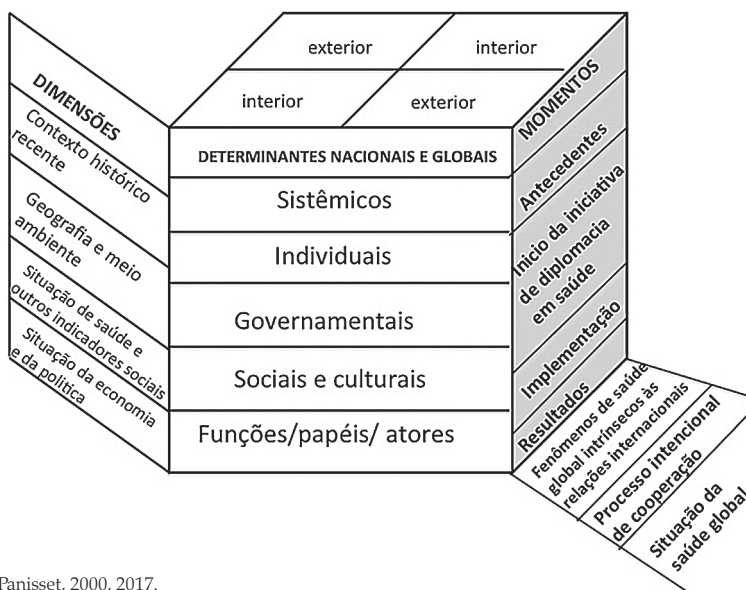 exterior
interior
interior
exterior
DIMENSÕES
Contexto histórico
recente
Geografia e meio
ambiente
Situação de saúde e
outros indicadores sociais
Situação da economia
e da política
DETERMINANTES NACIONAIS E GLOBAIS
Sistêmicos
Individuais
Governamentais
Sociais e culturais
Funções/papéis/ atores
MOMENTOS
Antecedentes
Inicio da iniciativa
de diplomacia
em saúde
Implementação
Resultados
Fenômenos de saúde
global intrínsecos às
relações internacionais
Processo intencional
de cooperação
Situação da
saúde global
Panisset, 2000, 2017.